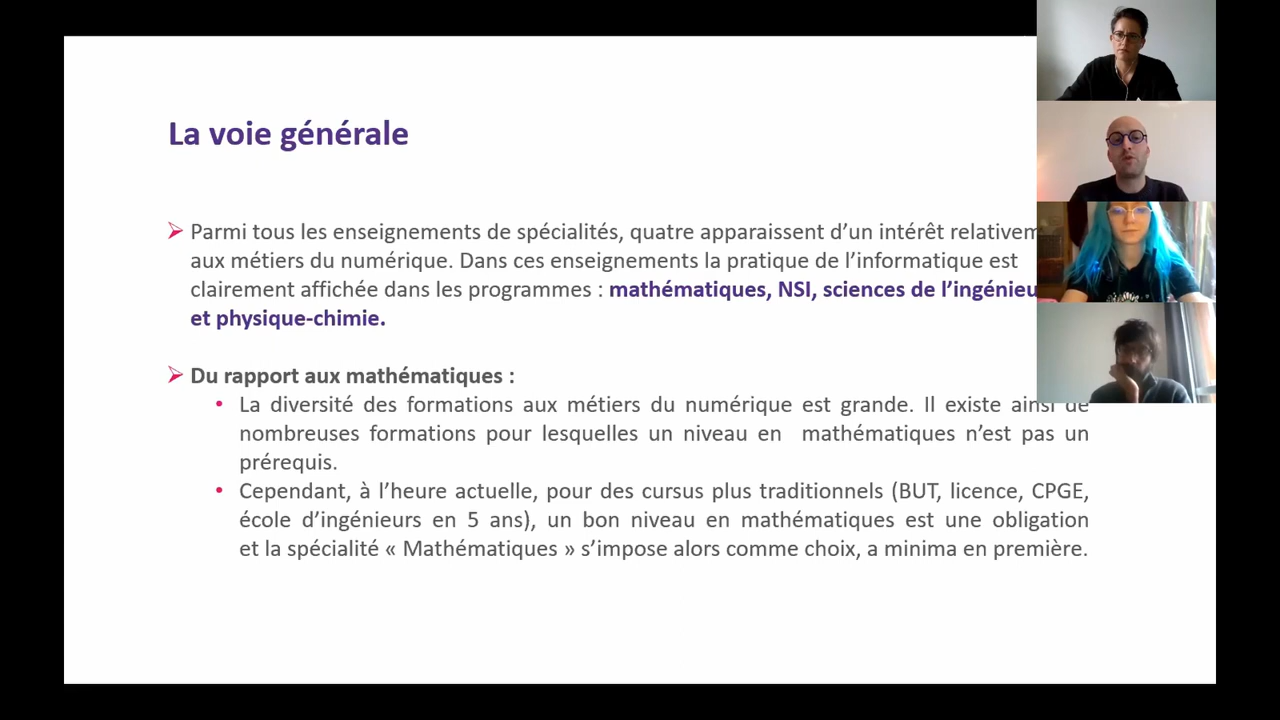 La voie générale
➢ Parmi tous les enseignements de spécialités, quatre apparaissent d’un intérêt
aux métiers du numérique. Dans ces enseignements la pratique de l’informatique est
clairement affichée dans les programmes : mathématiques, NSI, sciences de
et physique-chimie.
➢ Du rapport aux mathématiques :
• La diversité des formations aux métiers du numérique est grande. Il existe ainsi de
nombreuses formations pour lesquelles un niveau en mathématiques n’est pas un
prérequis.
• Cependant, à l’heure actuelle, pour des cursus plus traditionnels (BUT, licence, CPGE,
école d’ingénieurs en 5 ans), un bon niveau en mathématiques est une obligation
et la spécialité « Mathématiques » s’impose alors comme choix, a minima en première.